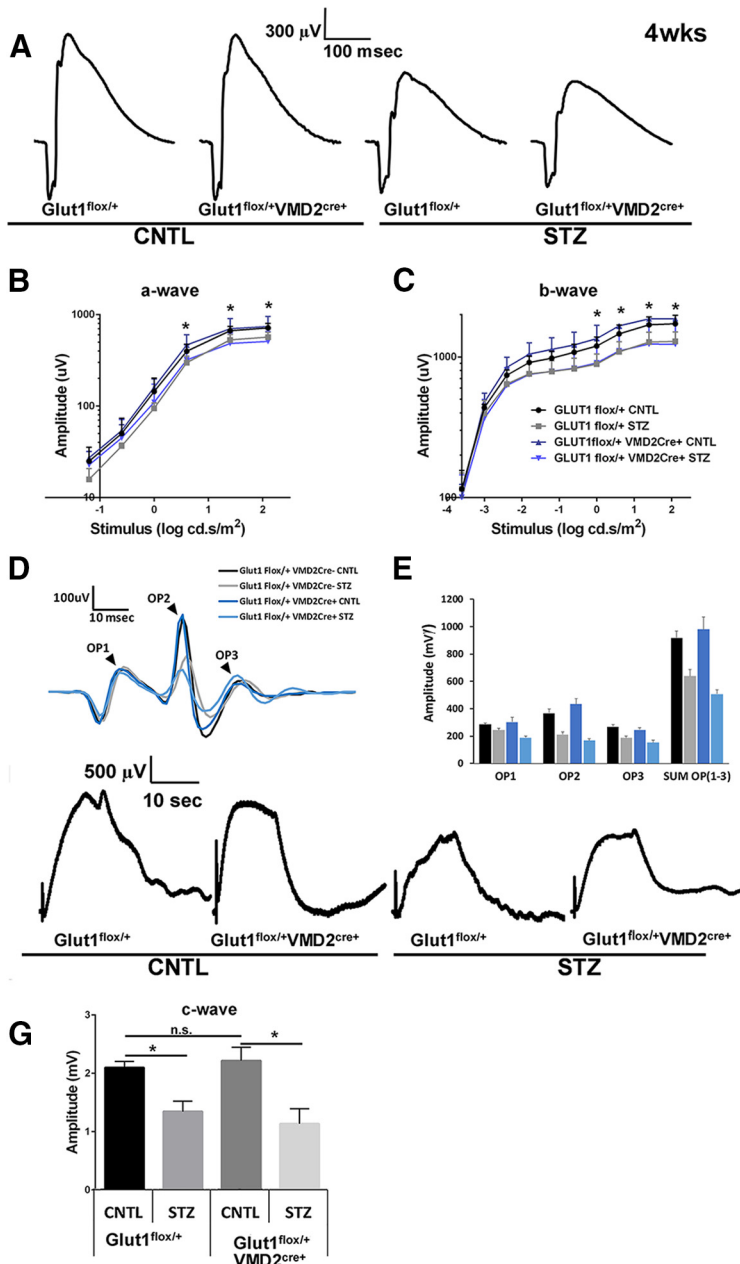 A
300 µV
100 msec
4wks
Glut1flox/+
Glut1flox/+VMD2cre+
Glut1flox/+
Glut1flox/+VMD2cre+
CNTL
STZ
B
a-wave
Amplitude (uV)
1000
100
10
* * *
-1 0 1 2
Stimulus (log cd.s/m2)
C
b-wave
Amplitude (uV)
1000
100
* * * *
GLUT1 flox/+ CNTL
GLUT1 flox/+ STZ
GLUT1flox/+ VMD2Cre+ CNTL
GLUT1 flox/+ VMD2Cre+ STZ
-4 -3 -2 -1 0 1 2
Stimulus (log cd.s/m2)
D
100uV
10 msec
OP1
OP2
OP3
Glut1 Flox/+ VMD2Cre- CNTL
Glut1 Flox/+ VMD2Cre- STZ
Glut1 Flox/+ VMD2Cre+ CNTL
Glut1 Flox/+ VMD2Cre+ STZ
E
Amplitude (mV)
1200
1000
800
600
400
200
0
OP1 OP2 OP3 SUM OP(1-3)
500 µV
10 sec
Glut1flox/+
Glut1flox/+VMD2cre+
Glut1flox/+
Glut1flox/+VMD2cre+
CNTL
STZ
G
c-wave
n.s.
* *
Amplitude (mV)
3
2
1
0
CNTL STZ CNTL STZ
Glut1flox/+
Glut1flox/+
VMD2cre+